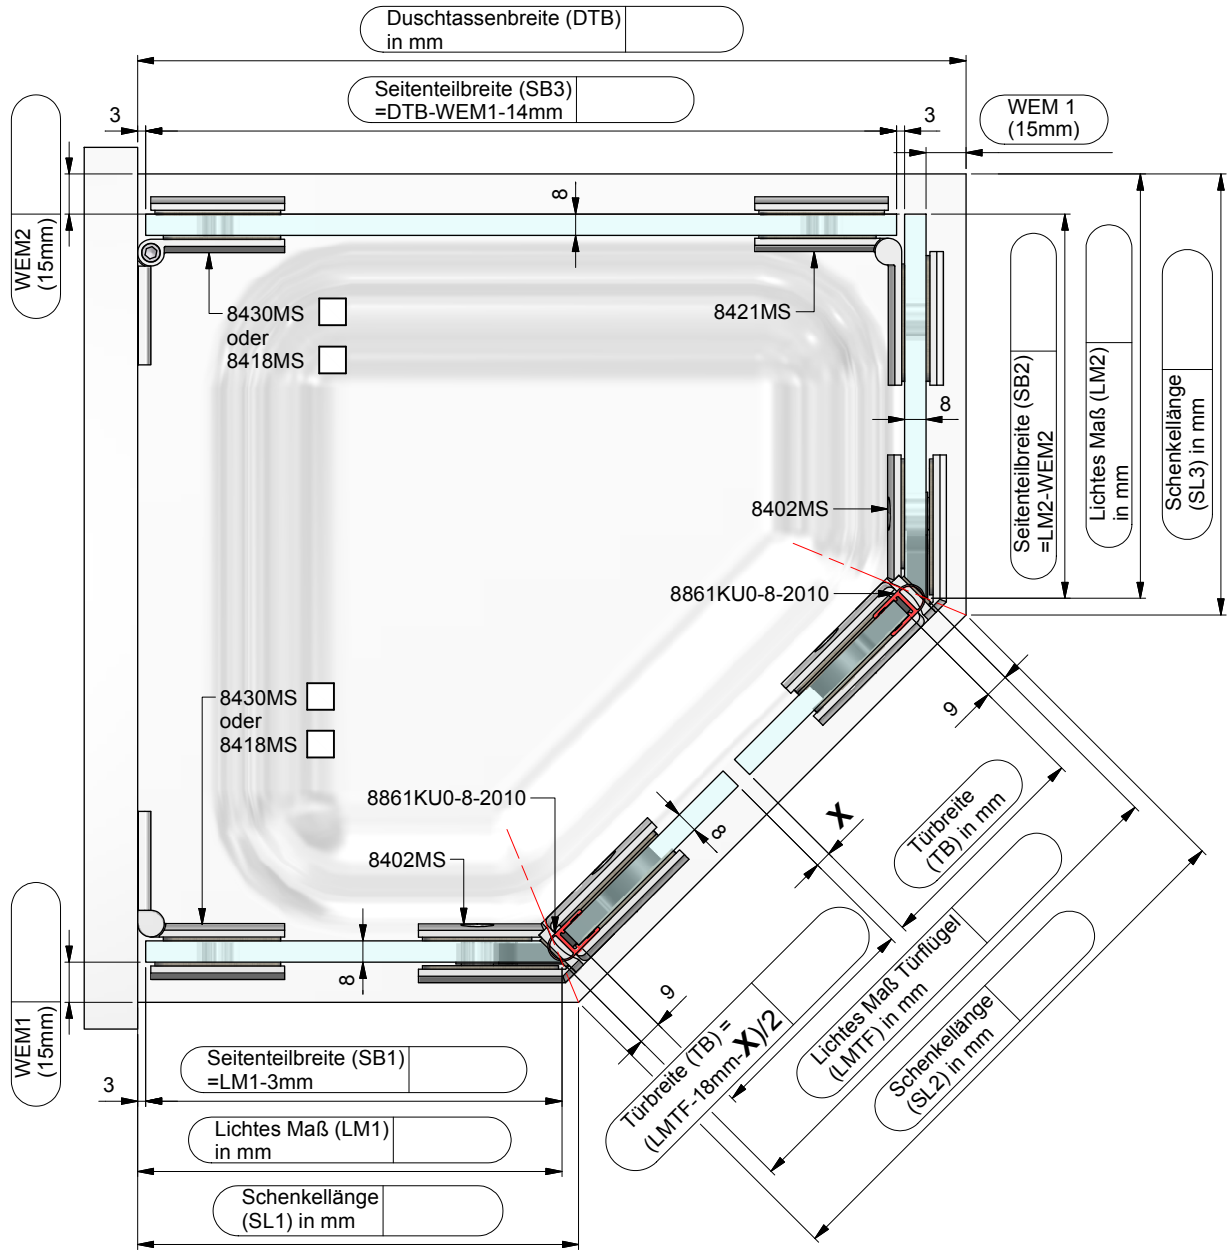 Duschtassenbreite (DTB)
in mm
Seitenteilbreite (SB3)
=DTB-WEM1-14mm
3
3
WEM 1
(15mm)
WEM2
(15mm)
8
8430MS
oder
8418MS
8421MS
8
Seitenteilbreite (SB2)
=LM2-WEM2
Lichtes Maß (LM2)
in mm
Schenkellänge
(SL3) in mm
8402MS
8861KU0-8-2010
8430MS
oder
8418MS
9
8861KU0-8-2010
8402MS
8
X
Türbreite
(TB) in mm
8
9
Türbreite (TB) =
(LMTF-18mm-X)/2
Lichtes Maß Türflügel
(LMTF) in mm
Schenkellänge
(SL2) in mm
WEM1
(15mm)
3
Seitenteilbreite (SB1)
=LM1-3mm
Lichtes Maß (LM1)
in mm
Schenkellänge
(SL1) in mm